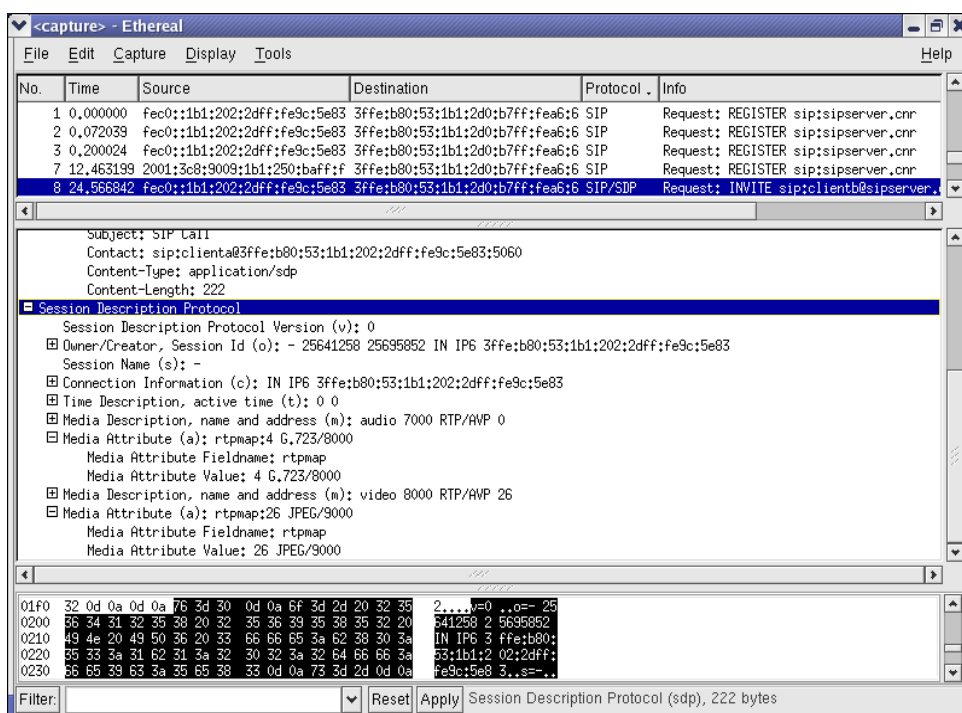 <capture> - Ethereal
File Edit Capture Display Tools Help
No. Time Source Destination Protocol . Info
1 0.000000 fec0::1b1:202:2dff:fe9c:5e83 3ffe:b80:53:1b1:2d0:b7ff:fea6:6 SIP Request: REGISTER sip:sipserver.cnr
2 0.072039 fec0::1b1:202:2dff:fe9c:5e83 3ffe:b80:53:1b1:2d0:b7ff:fea6:6 SIP Request: REGISTER sip:sipserver.cnr
3 0.200024 fec0::1b1:202:2dff:fe9c:5e83 3ffe:b80:53:1b1:2d0:b7ff:fea6:6 SIP Request: REGISTER sip:sipserver.cnr
7 12.463199 2001:3c8:9009:1b1:250:baff:f 3ffe:b80:53:1b1:2d0:b7ff:fea6:6 SIP Request: REGISTER sip:sipserver.cnr
8 24.566842 fec0::1b1:202:2dff:fe9c:5e83 3ffe:b80:53:1b1:2d0:b7ff:fea6:6 SIP/SDP Request: INVITE sip:clientb@sipserver.
Subject: SIP Call
Contact: sip:clienta@3ffe:b80:53:1b1:202:2dff:fe9c:5e83:5060
Content-Type: application/sdp
Content-Length: 222
Session Description Protocol
Session Description Protocol Version (v): 0
Owner/Creator, Session Id (o): - 25641258 25695852 IN IP6 3ffe:b80:53:1b1:202:2dff:fe9c:5e83
Session Name (s): -
Connection Information (c): IN IP6 3ffe:b80:53:1b1:202:2dff:fe9c:5e83
Time Description, active time (t): 0 0
Media Description, name and address (m): audio 7000 RTP/AVP 0
Media Attribute (a): rtpmap:4 G.723/8000
Media Attribute Fieldname: rtpmap
Media Attribute Value: 4 G.723/8000
Media Description, name and address (m): video 8000 RTP/AVP 26
Media Attribute (a): rtpmap:26 JPEG/9000
Media Attribute Fieldname: rtpmap
Media Attribute Value: 26 JPEG/9000
01f0 32 0d 0a 0d 0a 76 3d 30 0d 0a 6f 3d 2d 20 32 35 2....v=0 ..o=- 25
0200 36 34 31 32 35 38 20 32 35 36 39 35 38 35 32 20 641258 2 5695852
0210 49 4e 20 49 50 36 20 33 66 66 65 3a 62 38 30 3a IN IP6 3 ffe:b80:
0220 35 33 3a 31 62 31 3a 32 30 32 3a 32 64 66 66 3a 53:1b1:2 02:2dff:
0230 66 65 39 63 3a 35 65 38 33 0d 0a 73 3d 2d 0d 0a fe9c:5e8 3..s=-..
Filter: Reset Apply Session Description Protocol (sdp), 222 bytes